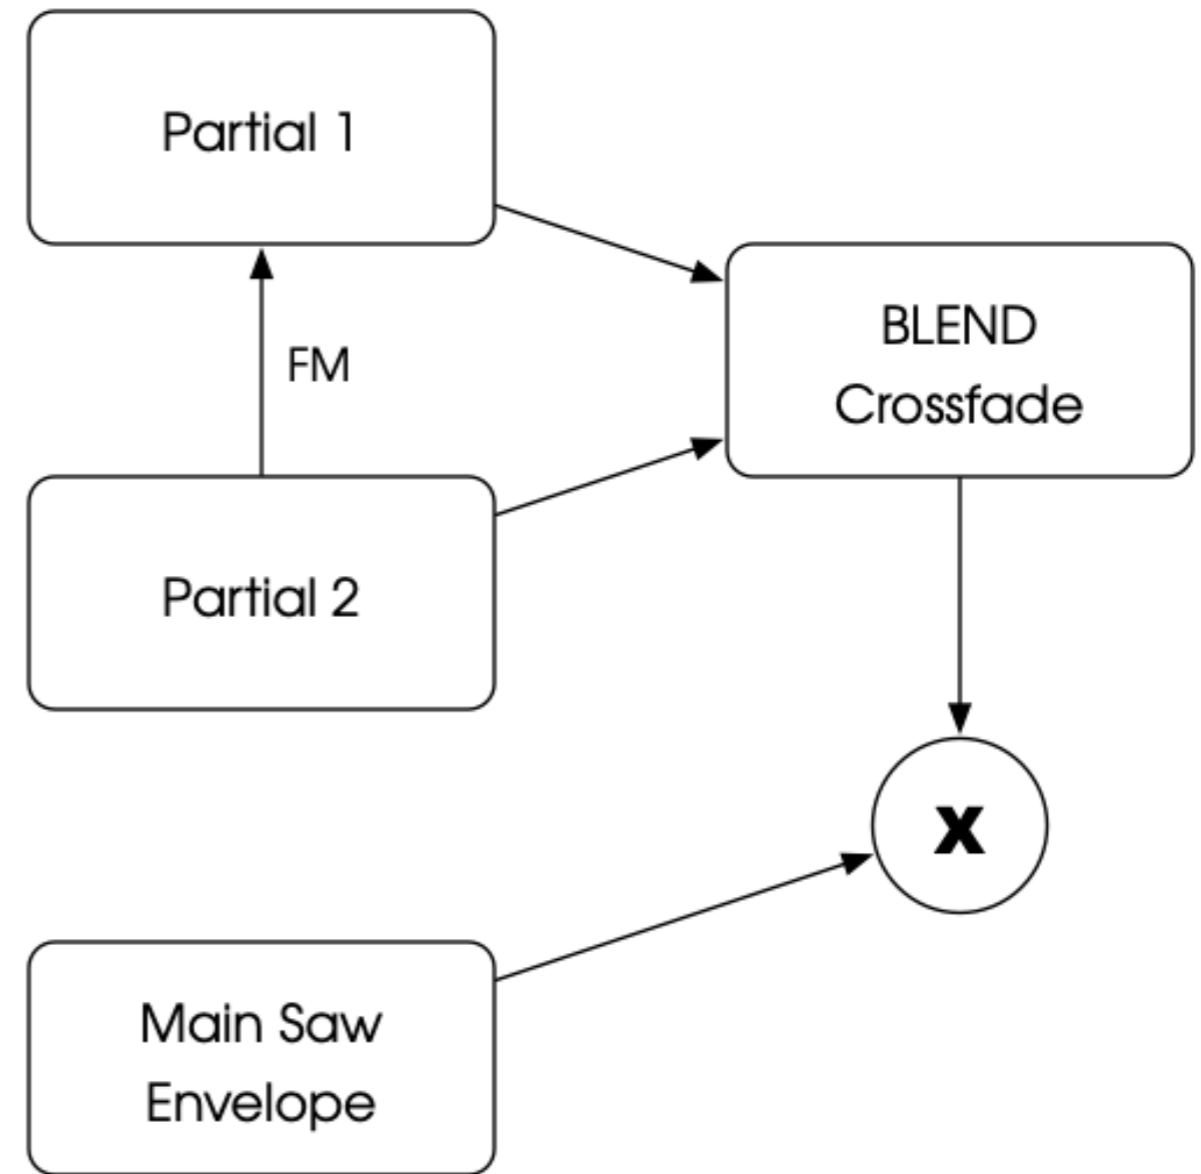 Partial 1
FM
BLEND
Crossfade
Partial 2
x
Main Saw
Envelope